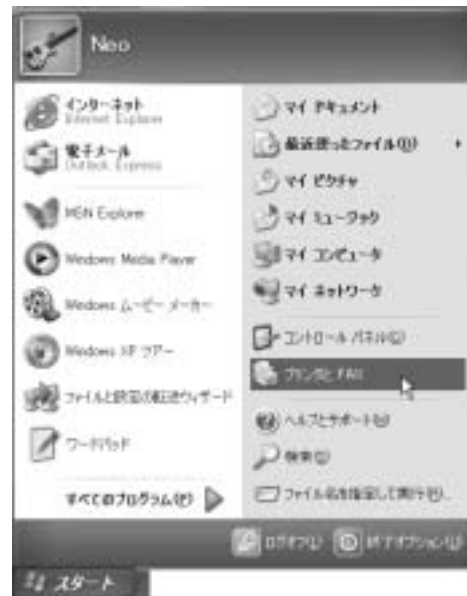 Neo
インターネット
Internet Explorer
電子メール
Outlook Express
MSN Explorer
Windows Media Player
Windows ムービー メーカー
Windows XP ツアー
ファイルと設定の転送ウィザード
ワードパッド
すべてのプログラム(P)
マイ ドキュメント
最近使ったファイル(D)
マイ ピクチャ
マイ ミュージック
マイ コンピュータ
マイ ネットワーク
コントロール パネル(C)
プリンタと FAX
ヘルプとサポート(H)
検索(S)
ファイル名を指定して実行(R)...
ログオフ(L)
終了オプション(U)
スタート